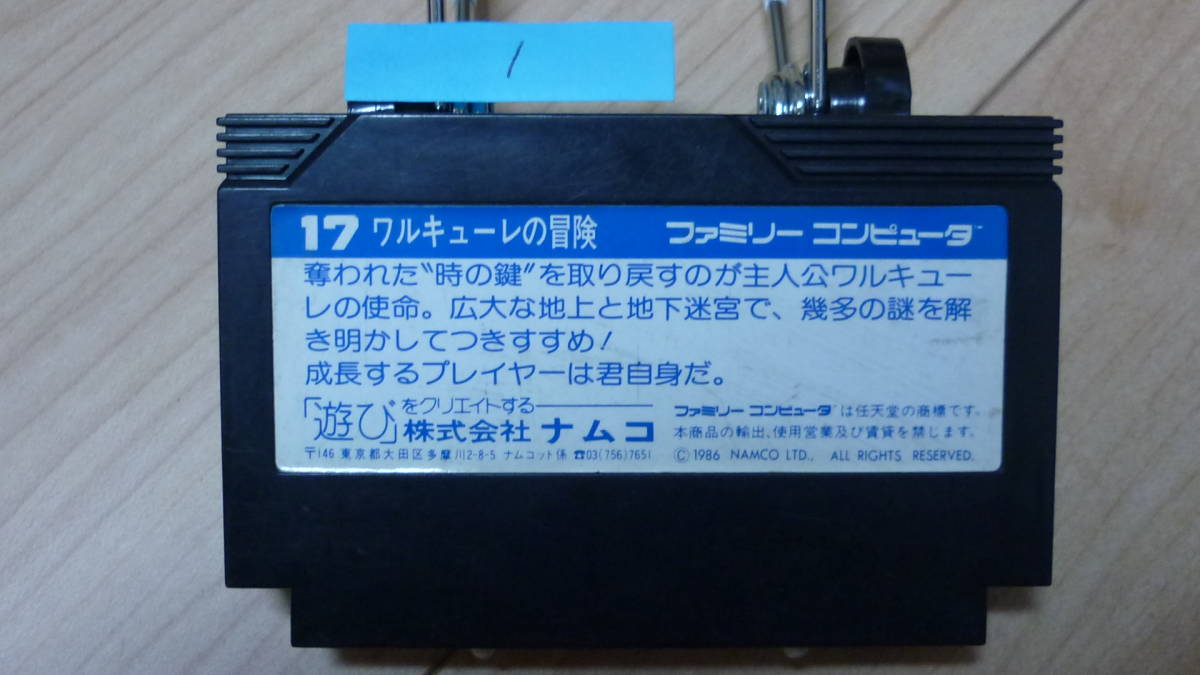 1
17 ワルキューレの冒険 ファミリー コンピュータ™
奪われた〝時の鍵〟を取り戻すのが主人公ワルキュー
レの使命。広大な地上と地下迷宮で、幾多の謎を解
き明かしてつきすすめ!
成長するプレイヤーは君自身だ。
「遊び」をクリエイトする
株式会社 ナムコ
〒146 東京都大田区多摩川2-8-5 ナムコット係 ☎03(756)7651
ファミリー コンピュータ™は任天堂の商標です。
本商品の輸出、使用営業及び賃貸を禁じます。
©1986 NAMCO LTD., ALL RIGHTS RESERVED.